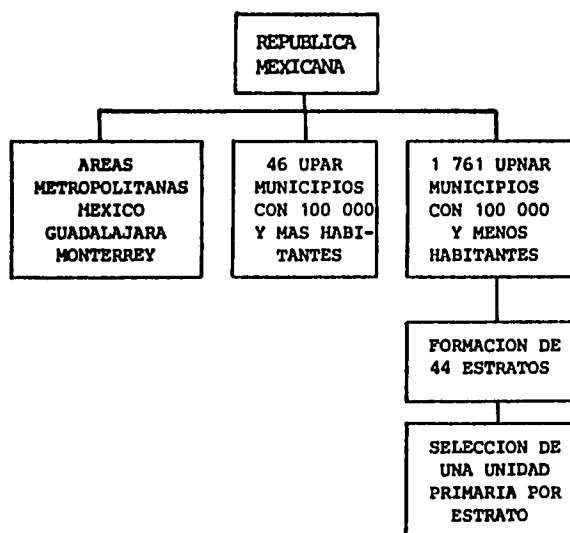 REPUBLICA
MEXICANA
AREAS
METROPOLITANAS
MEXICO
GUADALAJARA
MONTERREY
46 UPAR
MUNICIPIOS
CON 100 000
Y MAS HABI-
TANTES
1 761 UPNAR
MUNICIPIOS
CON 100 000
Y MENOS
HABITANTES
FORMACION DE
44 ESTRATOS
SELECCION DE
UNA UNIDAD
PRIMARIA POR
ESTRATO